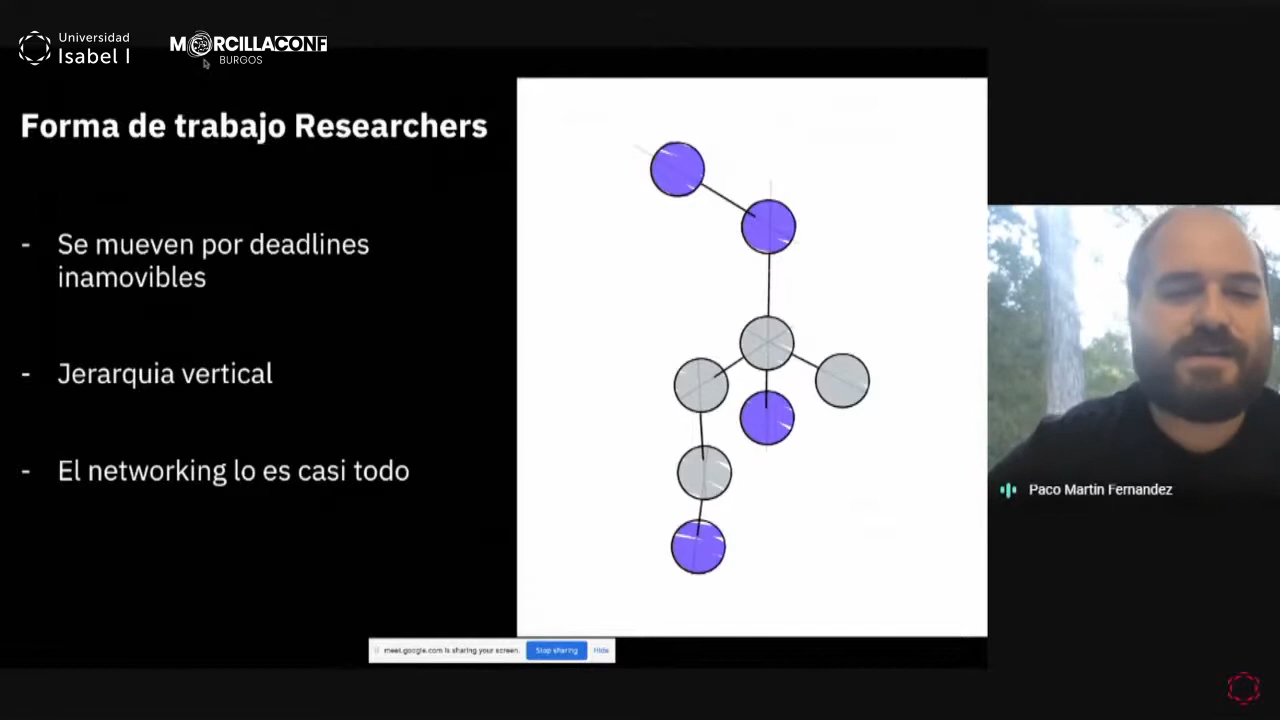 Universidad
Isabel I
MORCILLACONF
BURGOS
Forma de trabajo Researchers
- Se mueven por deadlines
inamovibles
- Jerarquia vertical
- El networking lo es casi todo
Paco Martin Fernandez
meet.google.com is sharing your screen.
Stop sharing
Hide